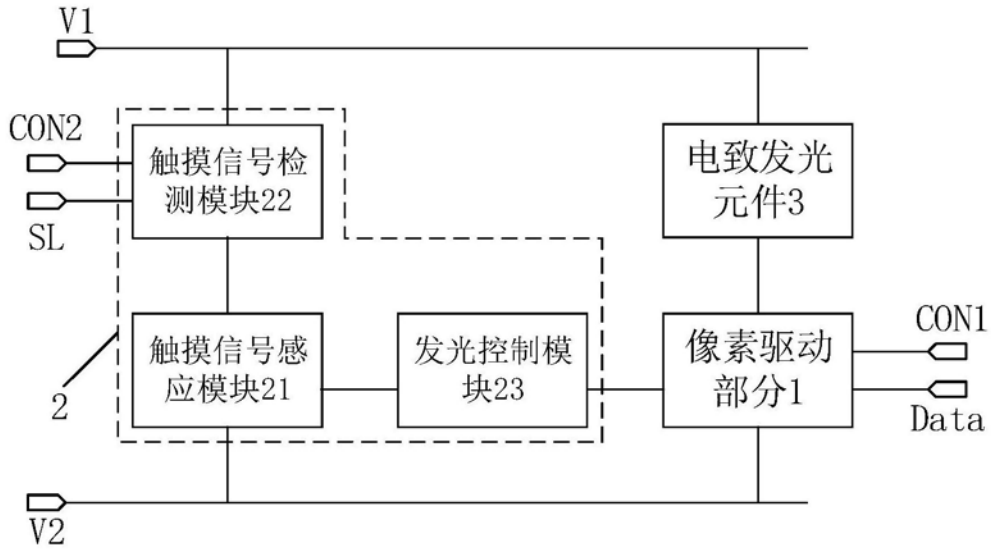 V1
CON2
SL
触摸信号检
测模块22
电致发光
元件3
触摸信号感
应模块21
发光控制模
块23
像素驱动
部分1
CON1
Data
2
V2